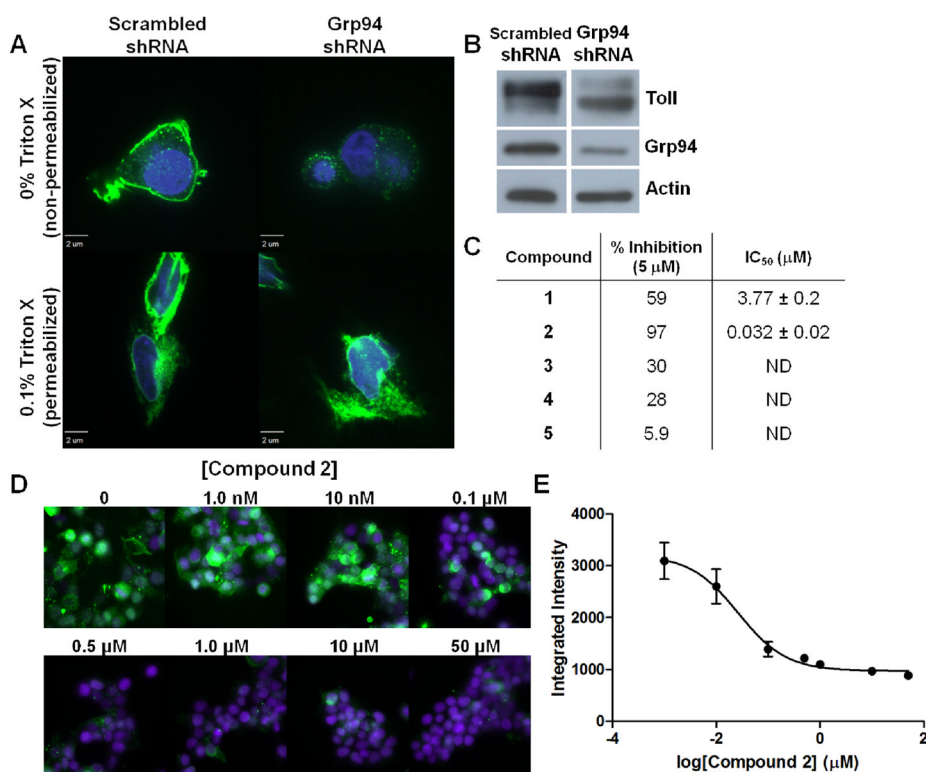 A
Scrambled
shRNA
Grp94
shRNA
0% Triton X
(non-permeabilized)
2 um
2 um
0.1% Triton X
(permeabilized)
2 um
2 um
B
Scrambled Grp94
shRNA shRNA
Toll
Grp94
Actin
C
Compound % Inhibition (5 μM) IC₅₀ (μM)
1 59 3.77 ± 0.2
2 97 0.032 ± 0.02
3 30 ND
4 28 ND
5 5.9 ND
D
[Compound 2]
0 1.0 nM 10 nM 0.1 μM
0.5 μM 1.0 μM 10 μM 50 μM
E
Integrated Intensity
4000
3000
2000
1000
0
-4 -2 0 2
log[Compound 2] (μM)